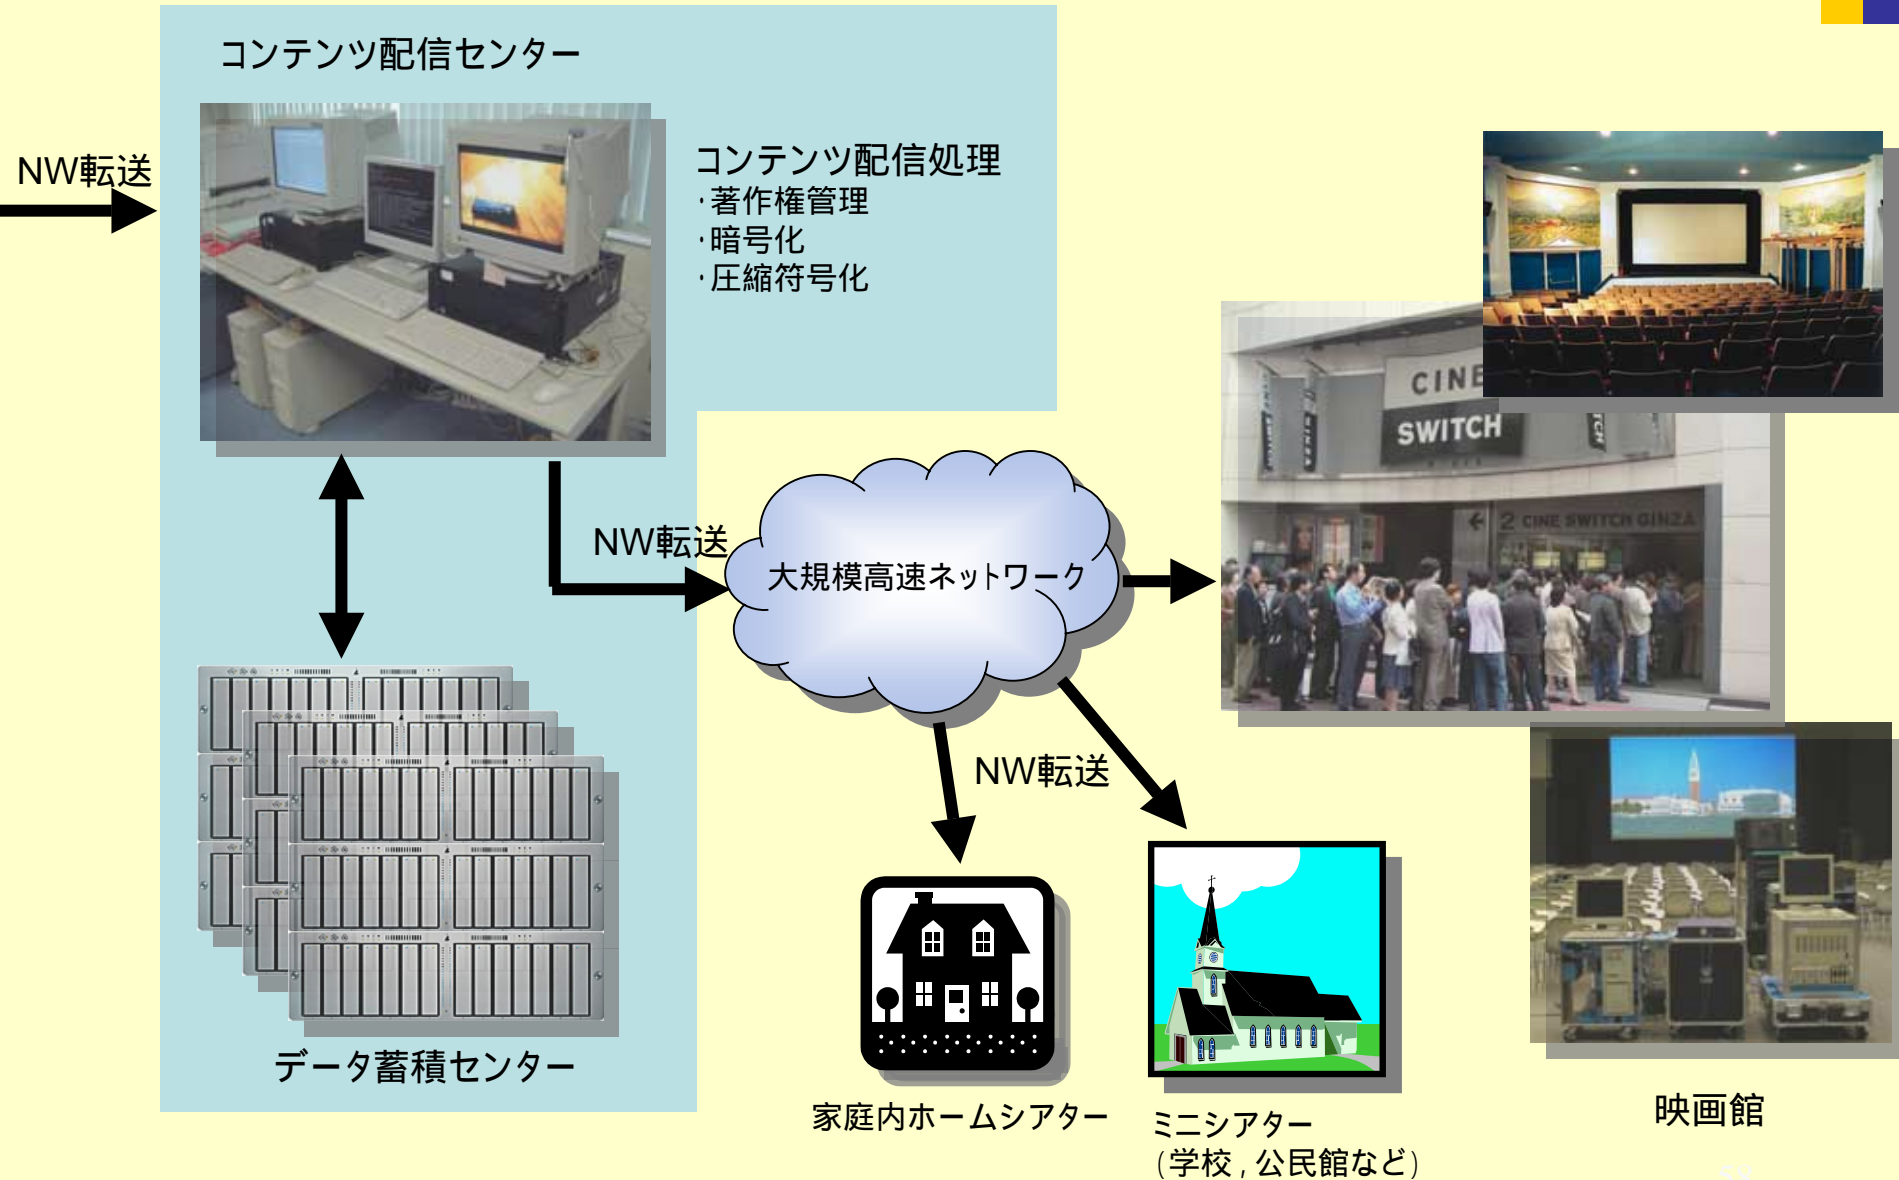 コンテンツ配信センター
NW転送
コンテンツ配信処理
・著作権管理
・暗号化
・圧縮符号化
CINE
SWITCH
← 2 CINE SWITCH GINZA
NW転送
大規模高速ネットワーク
NW転送
データ蓄積センター
家庭内ホームシアター
ミニシアター
(学校,公民館など)
映画館